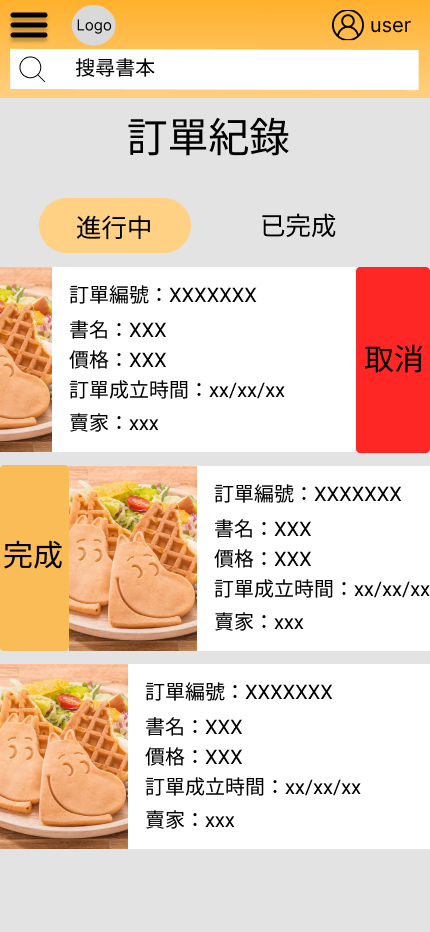 Logo
user
搜尋書本
訂單紀錄
進行中
已完成
訂單編號：XXXXXXX
書名：XXX
價格：XXX
訂單成立時間：xx/xx/xx
賣家：xxx
取消
完成
訂單編號：XXXXXXX
書名：XXX
價格：XXX
訂單成立時間：xx/xx/xx
賣家：xxx
訂單編號：XXXXXXX
書名：XXX
價格：XXX
訂單成立時間：xx/xx/xx
賣家：xxx